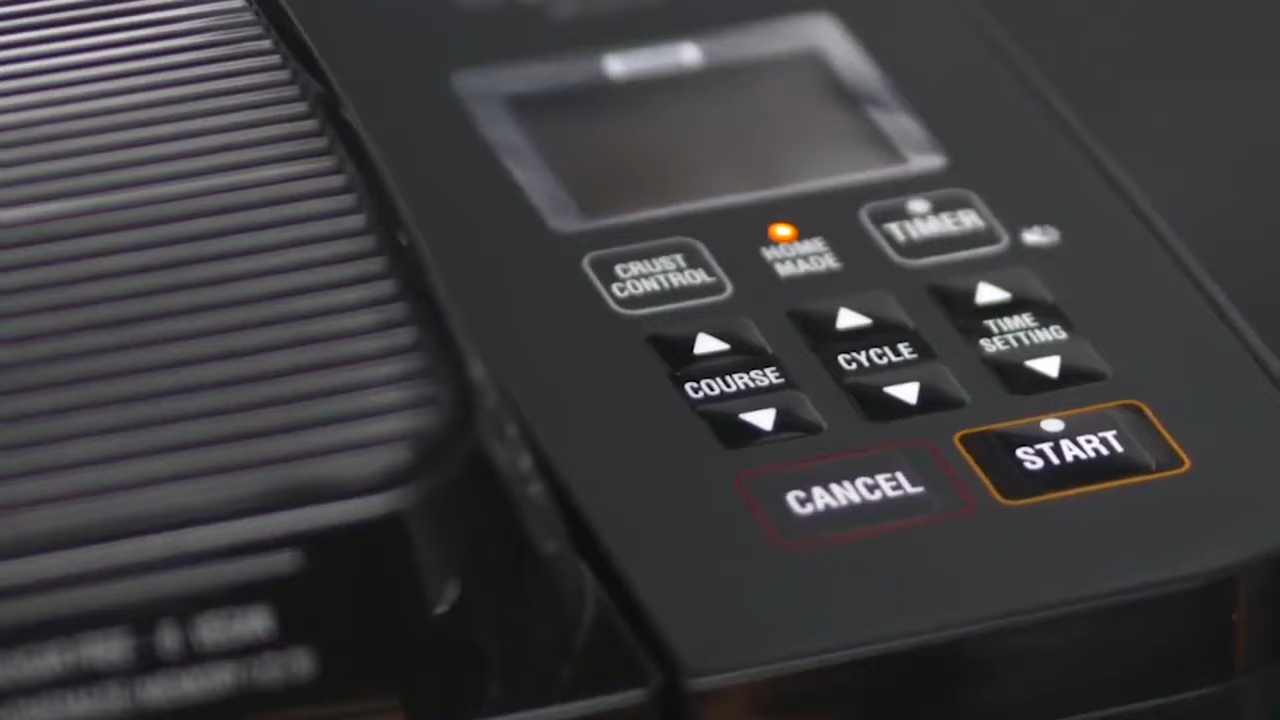 TIMER
HOME
MADE
CRUST
CONTROL
TIME
SETTING
CYCLE
COURSE
START
CANCEL